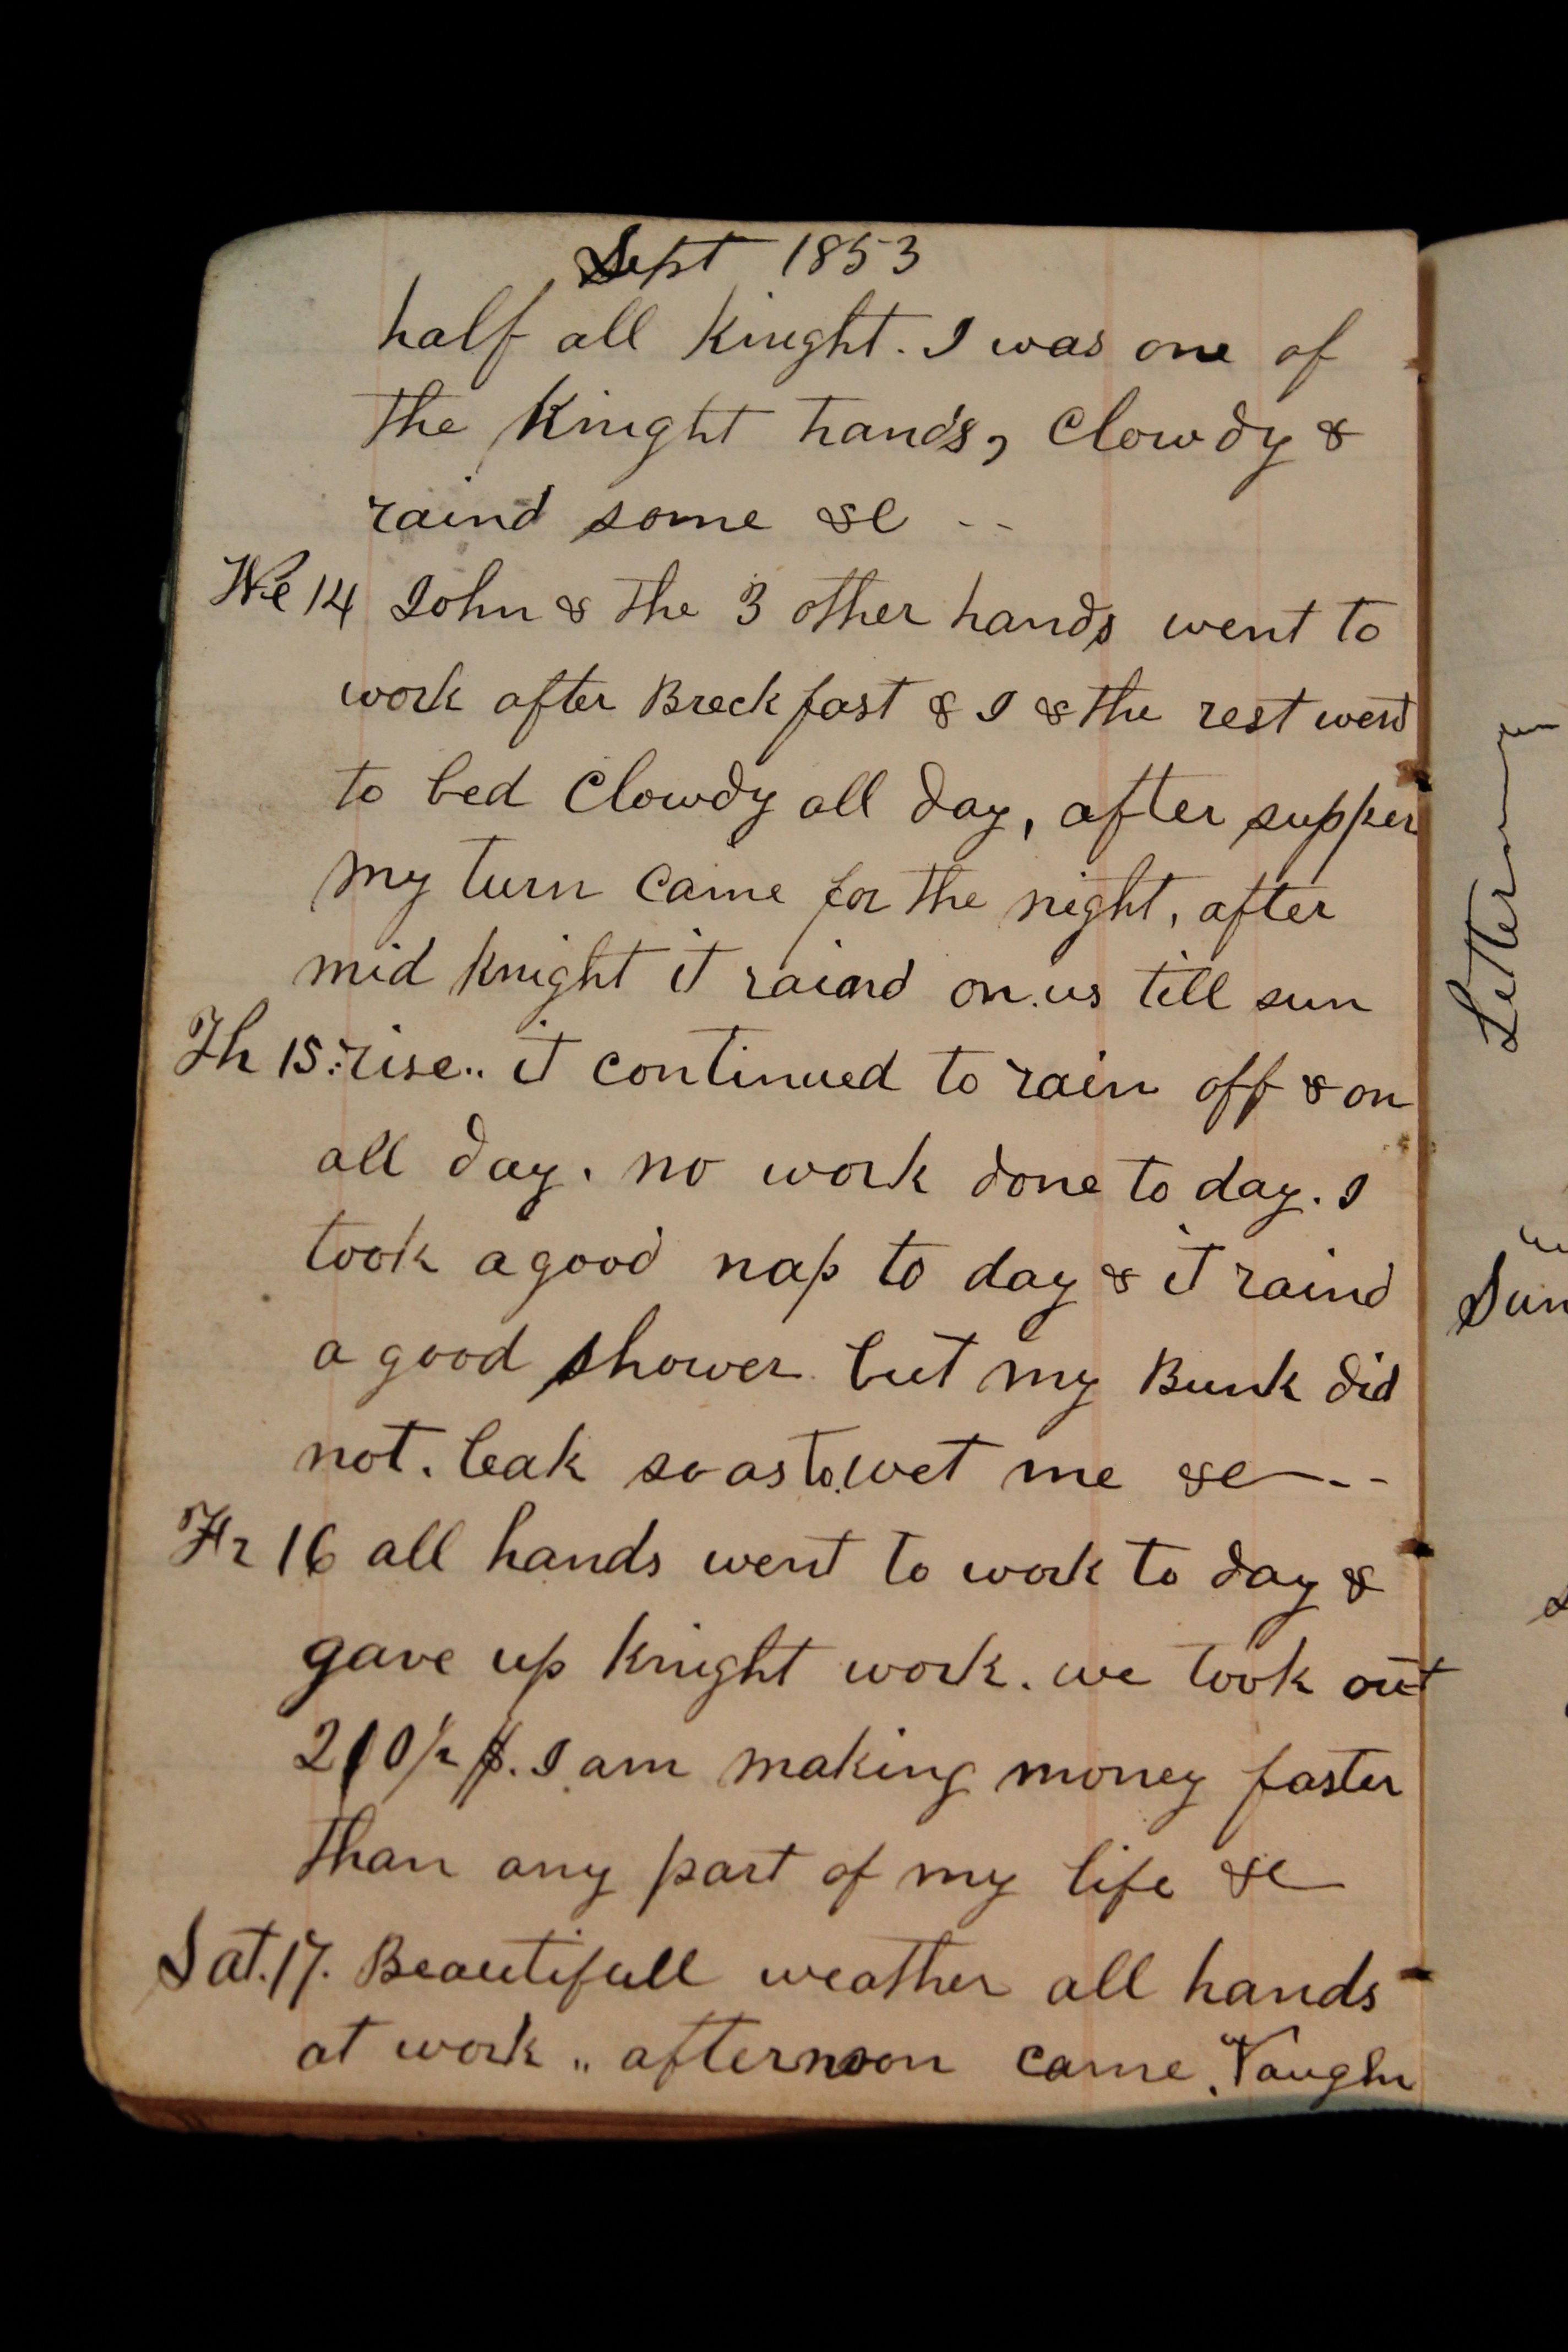 Sept 1853
half all Knight. I was one of
the Knight hands, Clowdy &
raind some &c --
We 14 John & the 3 other hands went to
work after Breckfast & I & the rest went
to bed Clowdy all day, after supper
my turn came for the night, after
mid knight it raind on us till sun
Th 15: rise.. it continued to rain off & on
all day. no work done to day. I
took a good nap to day & it raind
a good shower but my Bunk did
not. leak so as to wet me &c --
Fr 16 all hands went to work to day &
gave up knight work. we took out
210½ $. I am making money faster
than any part of my life &c
Sat. 17. Beautifull weather all hands
at work .. afternoon came. Vaughn
Sun